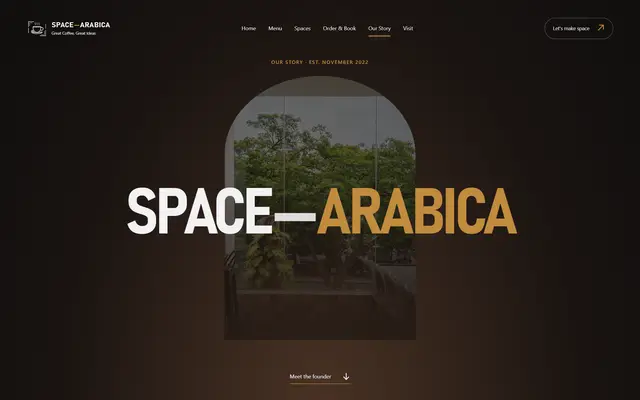 SPACE—ARABICA
Great Coffee. Great Ideas
Home
Menu
Spaces
Order & Book
Our Story
Visit
Let's make space
OUR STORY · EST. NOVEMBER 2022
SPACE—ARABICA
Meet the founder